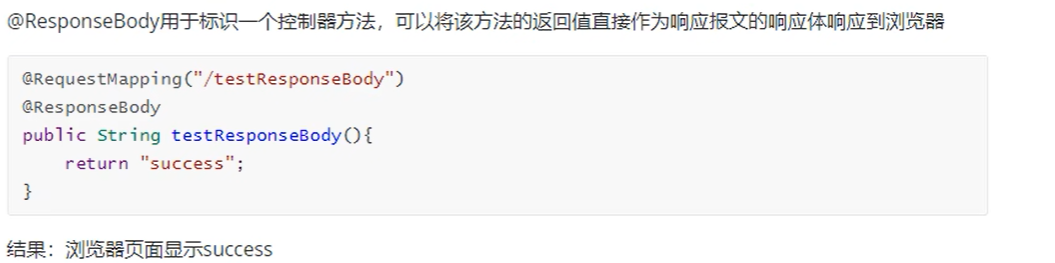 @ResponseBody用于标识一个控制器方法，可以将该方法的返回值直接作为响应报文的响应体响应到浏览器
@RequestMapping("/testResponseBody")
@ResponseBody
public String testResponseBody(){
    return "success";
}
结果：浏览器页面显示success